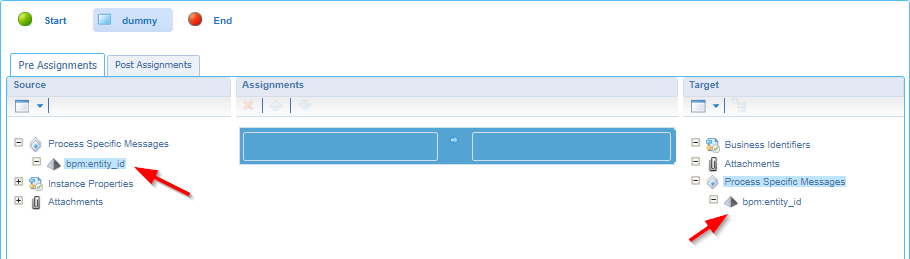 Start
dummy
End
Pre Assignments
Post Assignments
Source
Assignments
Target
Process Specific Messages
bpm:entity_id
Instance Properties
Attachments
Business Identifiers
Attachments
Process Specific Messages
bpm:entity_id